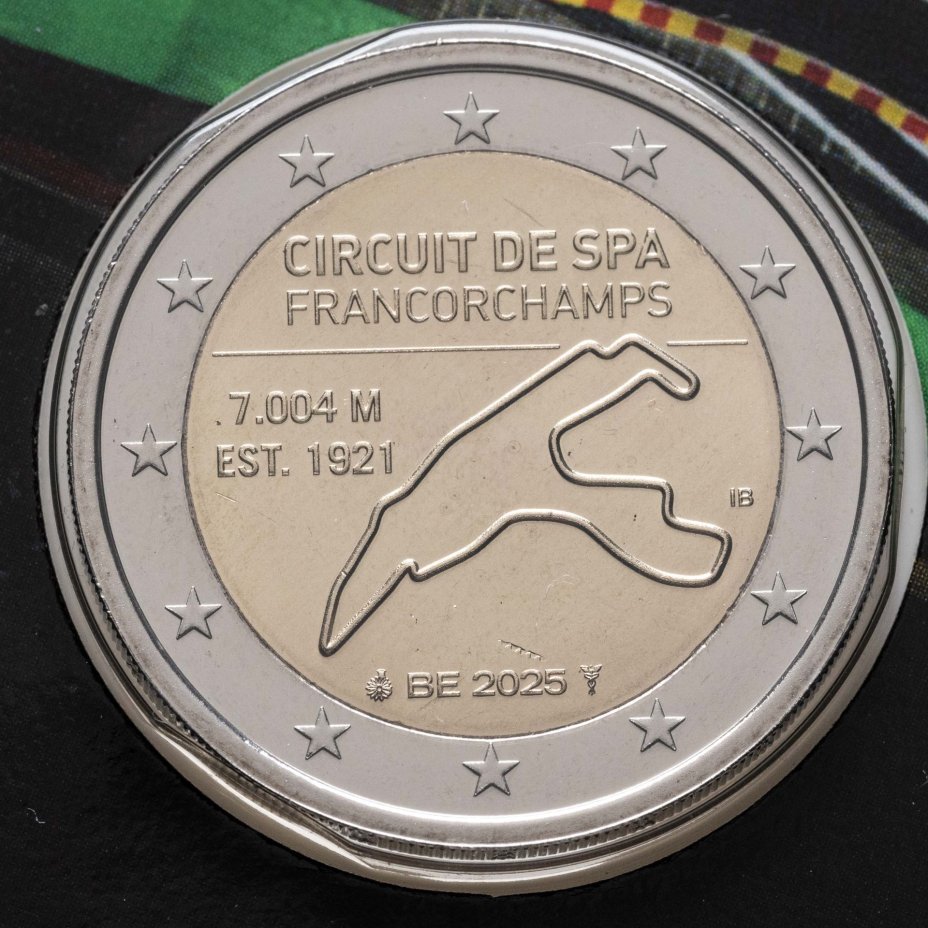 CIRCUIT DE SPA
FRANCORCHAMPS
7.004 M
EST. 1921
IB
BE 2025